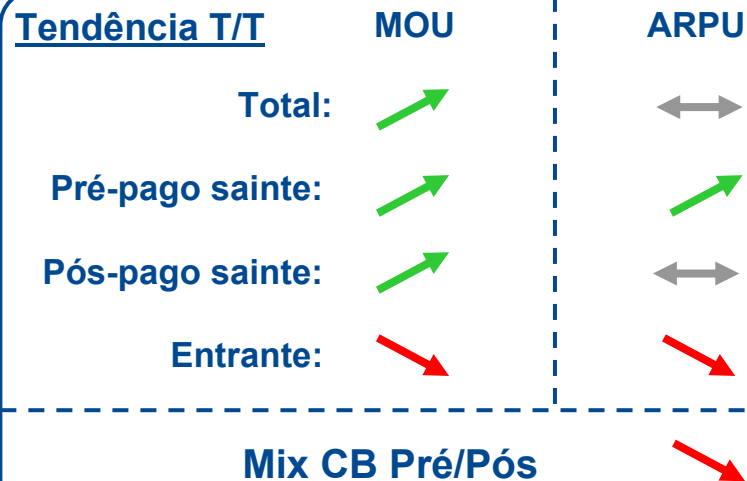 Tendência T/T MOU ARPU
Total:
Pré-pago sainte:
Pós-pago sainte:
Entrante:
Mix CB Pré/Pós